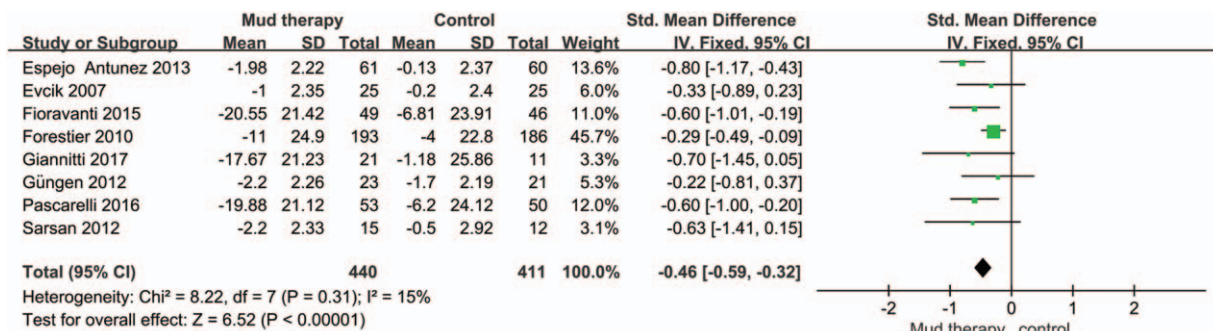 Mud therapy Control Std. Mean Difference Std. Mean Difference
Study or Subgroup Mean SD Total Mean SD Total Weight IV. Fixed. 95% CI IV. Fixed. 95% CI
Espejo Antunez 2013 -1.98 2.22 61 -0.13 2.37 60 13.6% -0.80 [-1.17, -0.43]
Evcik 2007 -1 2.35 25 -0.2 2.4 25 6.0% -0.33 [-0.89, 0.23]
Fioravanti 2015 -20.55 21.42 49 -6.81 23.91 46 11.0% -0.60 [-1.01, -0.19]
Forestier 2010 -11 24.9 193 -4 22.8 186 45.7% -0.29 [-0.49, -0.09]
Giannitti 2017 -17.67 21.23 21 -1.18 25.86 11 3.3% -0.70 [-1.45, 0.05]
Güngen 2012 -2.2 2.26 23 -1.7 2.19 21 5.3% -0.22 [-0.81, 0.37]
Pascarelli 2016 -19.88 21.12 53 -6.2 24.12 50 12.0% -0.60 [-1.00, -0.20]
Sarsan 2012 -2.2 2.33 15 -0.5 2.92 12 3.1% -0.63 [-1.41, 0.15]
Total (95% CI) 440 411 100.0% -0.46 [-0.59, -0.32]
Heterogeneity: Chi² = 8.22, df = 7 (P = 0.31); I² = 15%
Test for overall effect: Z = 6.52 (P < 0.00001)
-2 -1 0 1 2
Mud therapy control